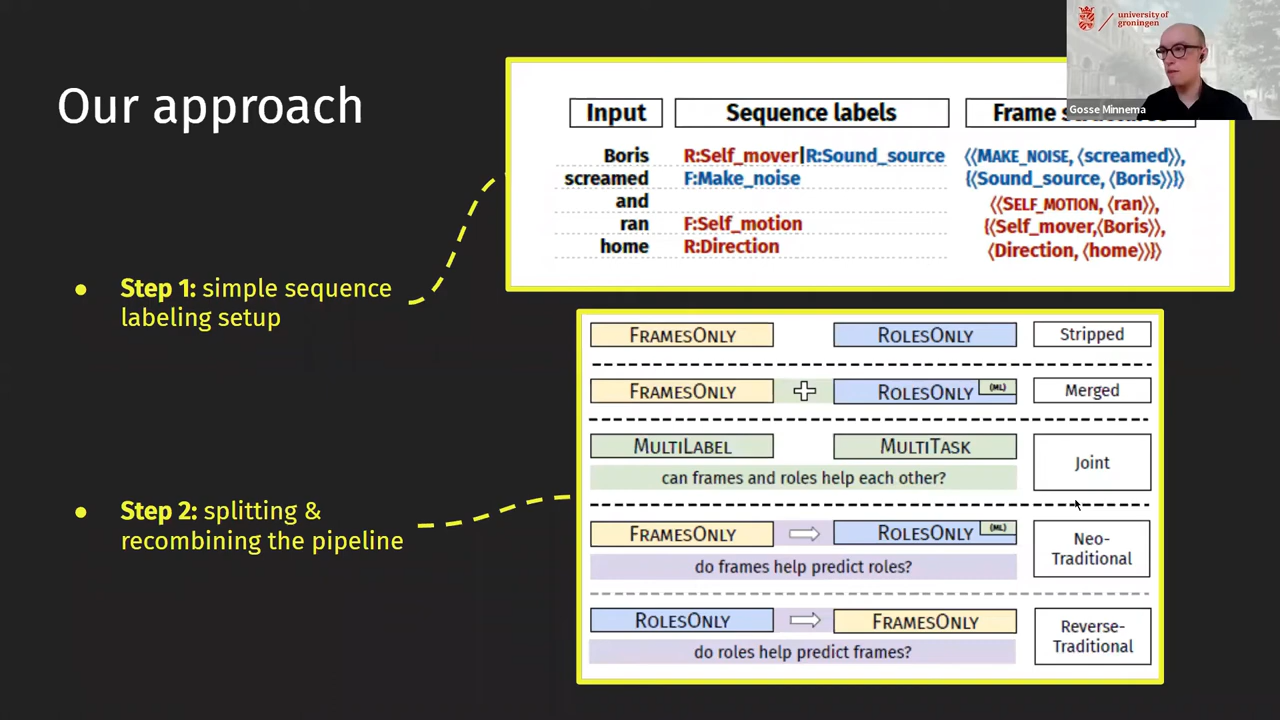 university of
groningen
Gosse Minnema
Our approach
Input Sequence labels Frame structures
Boris R:Self_mover|R:Sound_source ⟨⟨MAKE_NOISE, ⟨screamed⟩⟩,
screamed F:Make_noise {⟨Sound_source, ⟨Boris⟩⟩}⟩
and ⟨⟨SELF_MOTION, ⟨ran⟩⟩,
ran F:Self_motion {⟨Self_mover,⟨Boris⟩⟩,
home R:Direction ⟨Direction, ⟨home⟩⟩}⟩
● Step 1: simple sequence
labeling setup
● Step 2: splitting &
recombining the pipeline
FRAMESONLY ROLESONLY Stripped
FRAMESONLY + ROLESONLY (ML) Merged
MULTILABEL MULTITASK
can frames and roles help each other?
Joint
FRAMESONLY ⇒ ROLESONLY (ML)
do frames help predict roles?
Neo-
Traditional
ROLESONLY ⇒ FRAMESONLY
do roles help predict frames?
Reverse-
Traditional